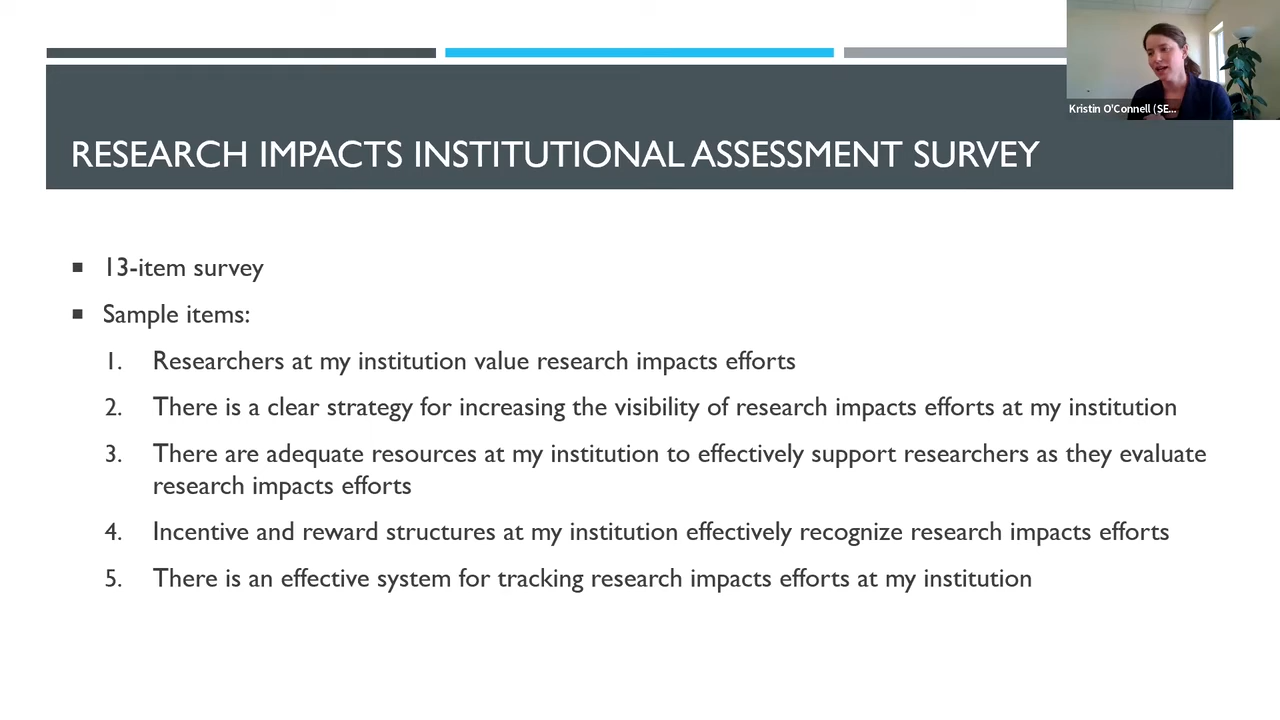 Kristin O'Connell (SE...
RESEARCH IMPACTS INSTITUTIONAL ASSESSMENT SURVEY
▪ 13-item survey
▪ Sample items:
1. Researchers at my institution value research impacts efforts
2. There is a clear strategy for increasing the visibility of research impacts efforts at my institution
3. There are adequate resources at my institution to effectively support researchers as they evaluate
research impacts efforts
4. Incentive and reward structures at my institution effectively recognize research impacts efforts
5. There is an effective system for tracking research impacts efforts at my institution